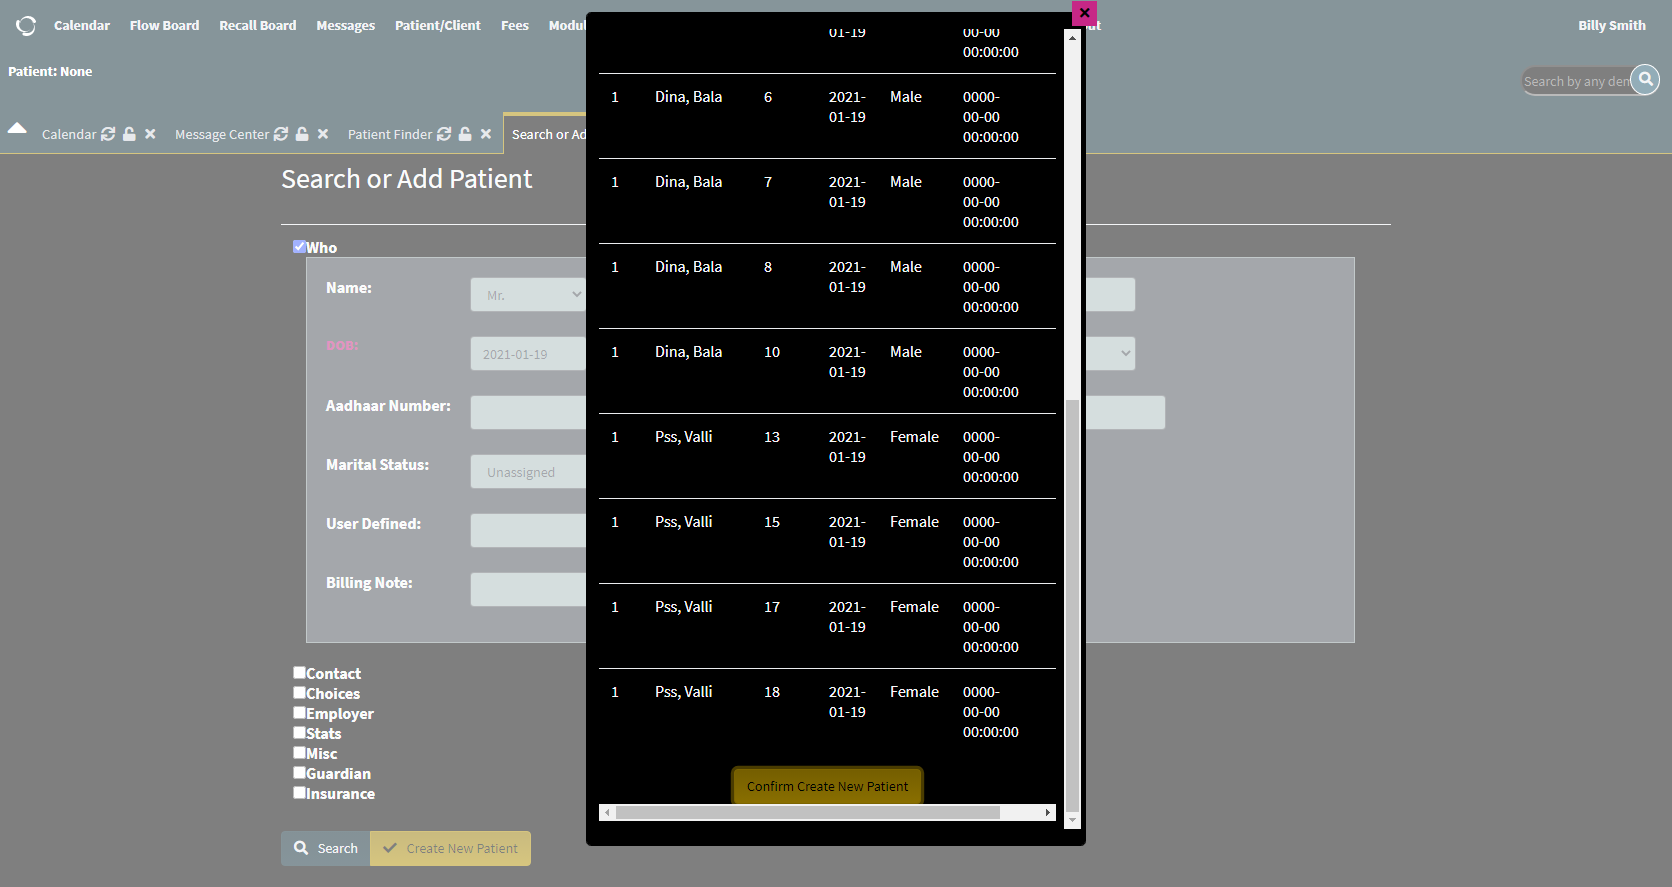 Calendar Flow Board Recall Board Messages Patient/Client Fees Billy Smith
Patient: None
Search by any
Calendar Message Center Patient Finder Search or
Search or Add Patient
Who
Name: Mr.
DOB: 2021-01-19
Aadhaar Number:
Marital Status: Unassigned
User Defined:
Billing Note:
Contact
Choices
Employer
Stats
Misc
Guardian
Insurance
Search Create New Patient
01-19 00-00
00:00:00
1 Dina, Bala 6 2021- Male 0000-
01-19 00-00
00:00:00
1 Dina, Bala 7 2021- Male 0000-
01-19 00-00
00:00:00
1 Dina, Bala 8 2021- Male 0000-
01-19 00-00
00:00:00
1 Dina, Bala 10 2021- Male 0000-
01-19 00-00
00:00:00
1 Pss, Valli 13 2021- Female 0000-
01-19 00-00
00:00:00
1 Pss, Valli 15 2021- Female 0000-
01-19 00-00
00:00:00
1 Pss, Valli 17 2021- Female 0000-
01-19 00-00
00:00:00
1 Pss, Valli 18 2021- Female 0000-
01-19 00-00
00:00:00
Confirm Create New Patient